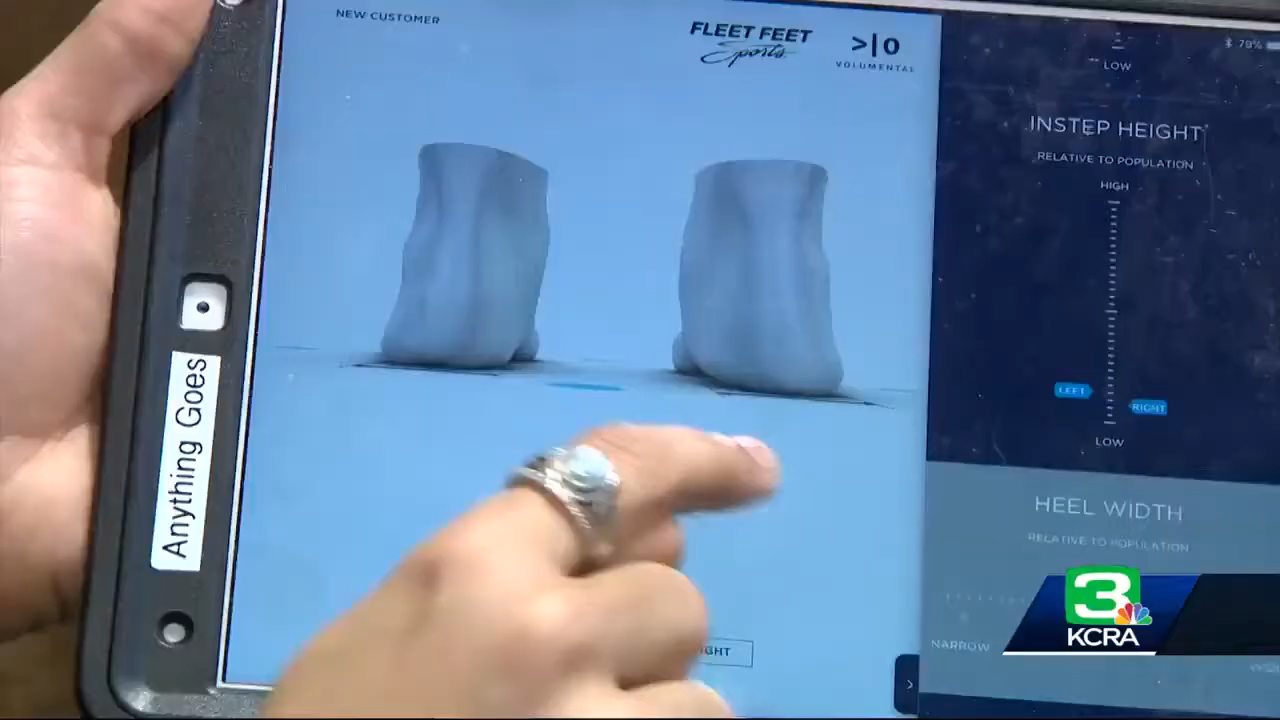 NEW CUSTOMER
FLEET FEET
Sports
>|0
VOLUMENTAL
79%
LOW
INSTEP HEIGHT
RELATIVE TO POPULATION
HIGH
LEFT
RIGHT
LOW
HEEL WIDTH
RELATIVE TO POPULATION
NARROW
Anything Goes
3
KCRA